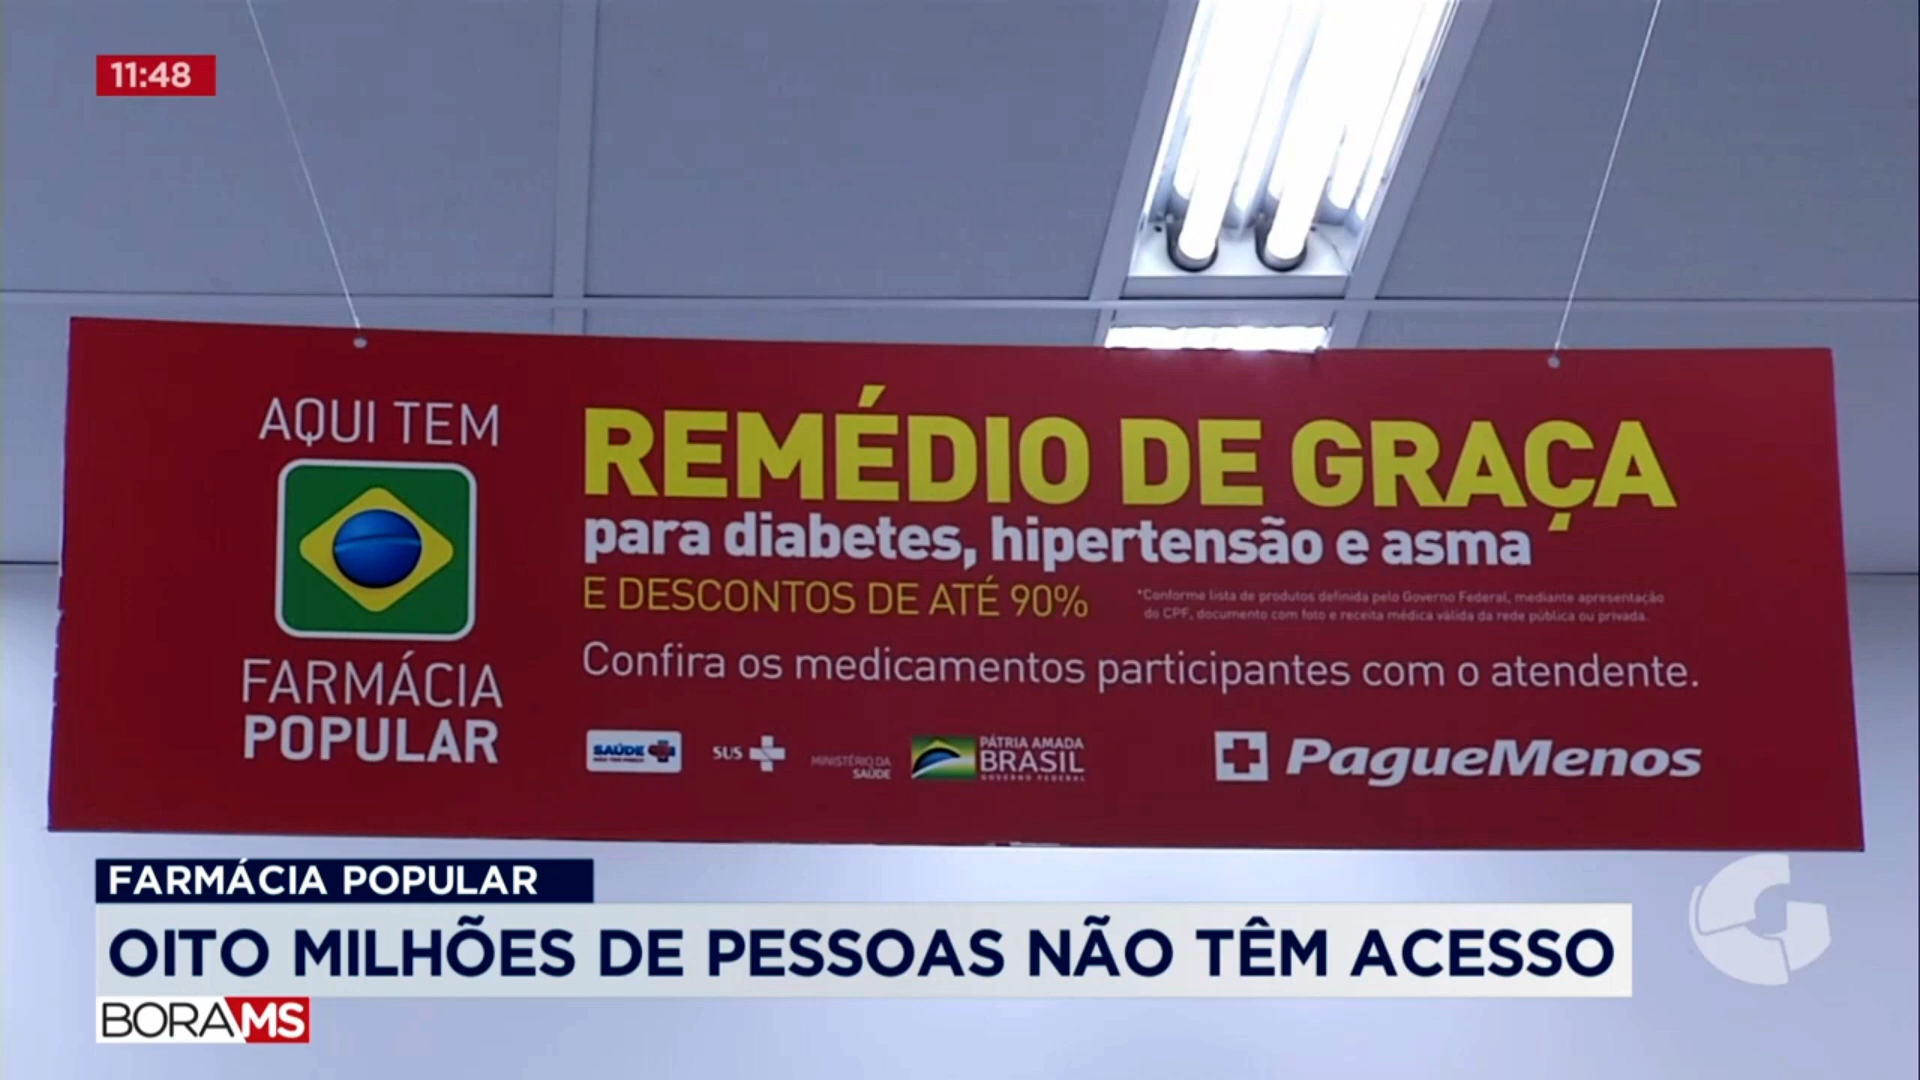 11:48
AQUI TEM
FARMÁCIA
POPULAR
REMÉDIO DE GRAÇA
para diabetes, hipertensão e asma
E DESCONTOS DE ATÉ 90%
*Conforme lista de produtos definida pelo Governo Federal, mediante apresentação
do CPF, documento com foto e receita médica válida da rede pública ou privada.
Confira os medicamentos participantes com o atendente.
SAÚDE
SUS
MINISTÉRIO DA
SAÚDE
PÁTRIA AMADA
BRASIL
GOVERNO FEDERAL
PagueMenos
FARMÁCIA POPULAR
OITO MILHÕES DE PESSOAS NÃO TÊM ACESSO
BORAMS